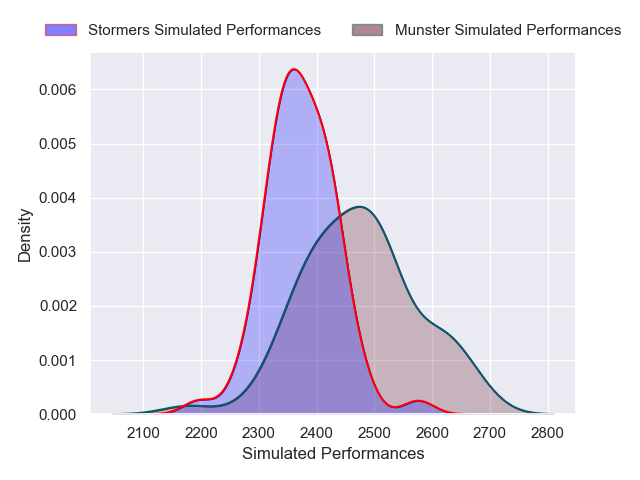 Stormers Simulated Performances Munster Simulated Performances
0.006
0.005
0.004
0.003
0.002
0.001
0.000
Density
2100 2200 2300 2400 2500 2600 2700 2800
Simulated Performances